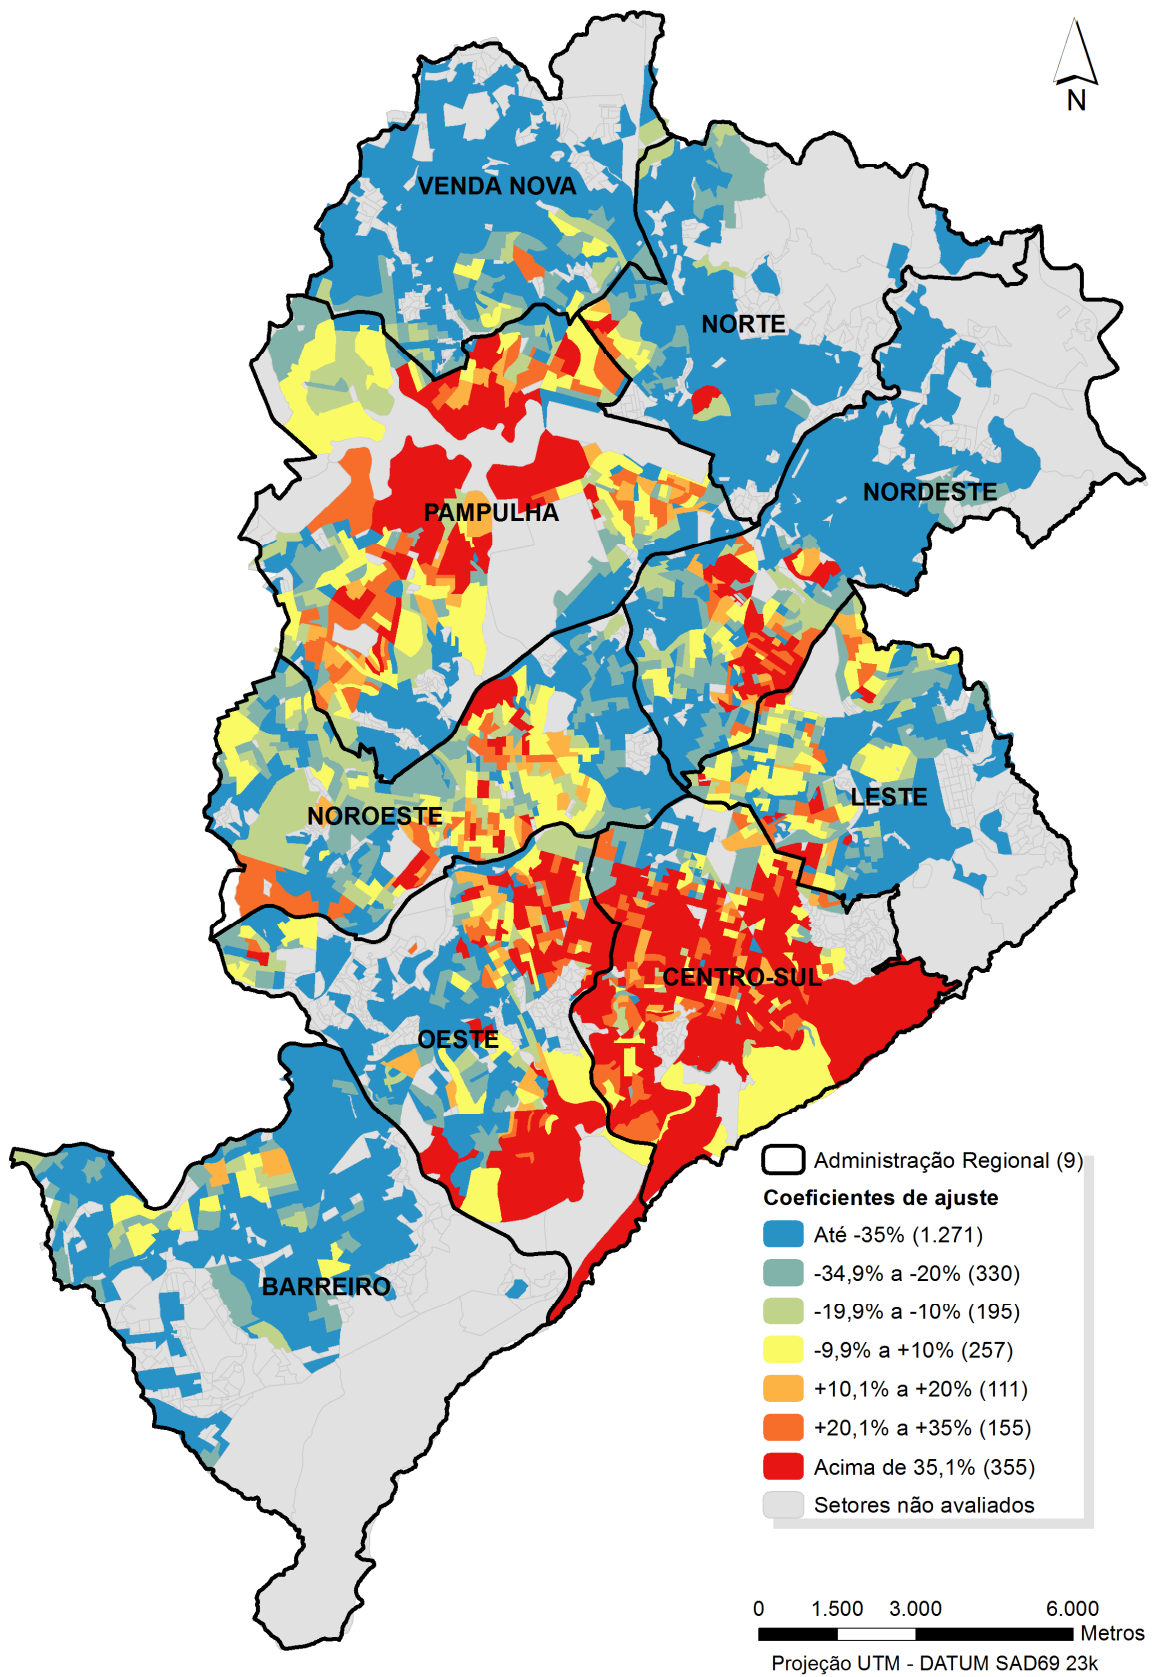 N
VENDA NOVA
NORTE
NORDESTE
PAMPULHA
LESTE
NOROESTE
CENTRO-SUL
OESTE
BARREIRO
Administração Regional (9)
Coeficientes de ajuste
Até -35% (1.271)
-34,9% a -20% (330)
-19,9% a -10% (195)
-9,9% a +10% (257)
+10,1% a +20% (111)
+20,1% a +35% (155)
Acima de 35,1% (355)
Setores não avaliados
0 1.500 3.000 6.000
Metros
Projeção UTM - DATUM SAD69 23k